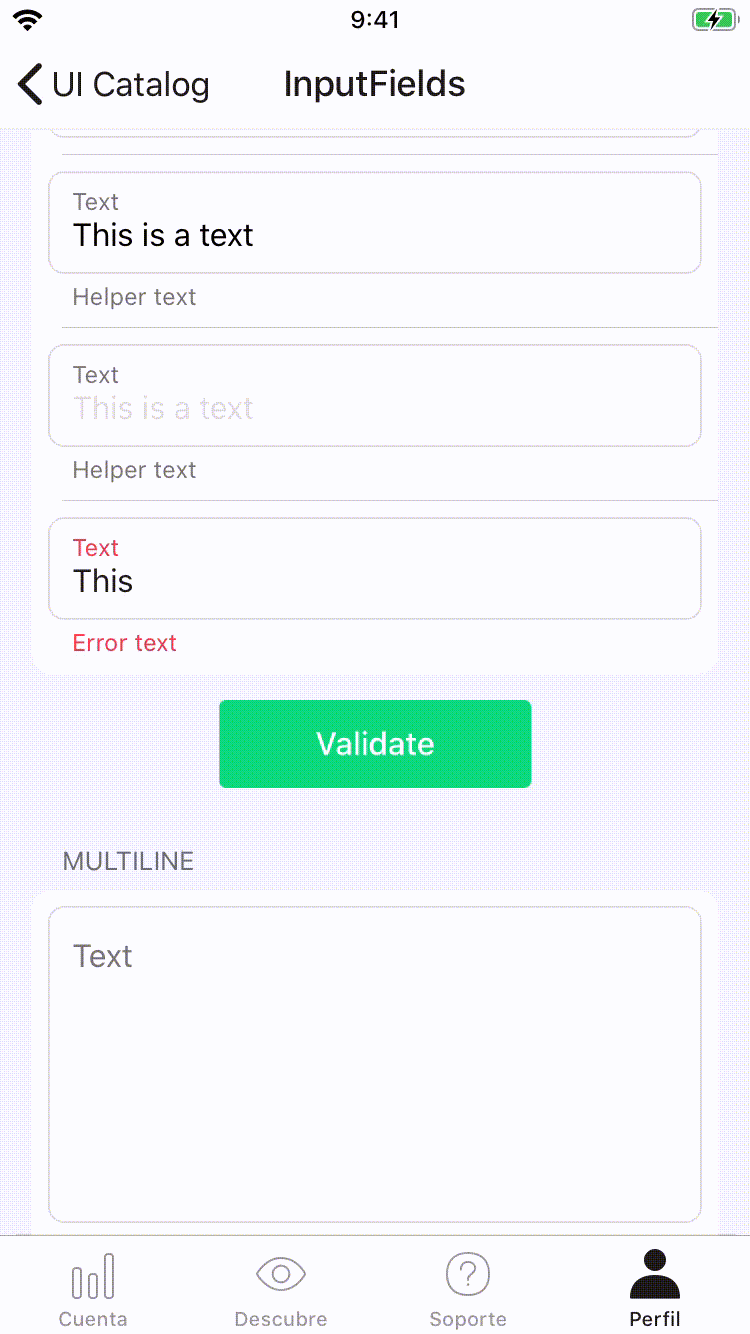 9:41
UI Catalog InputFields
Text
This is a text
Helper text
Text
This is a text
Helper text
Text
This
Error text
Validate
MULTILINE
Text
Cuenta Descubre Soporte Perfil